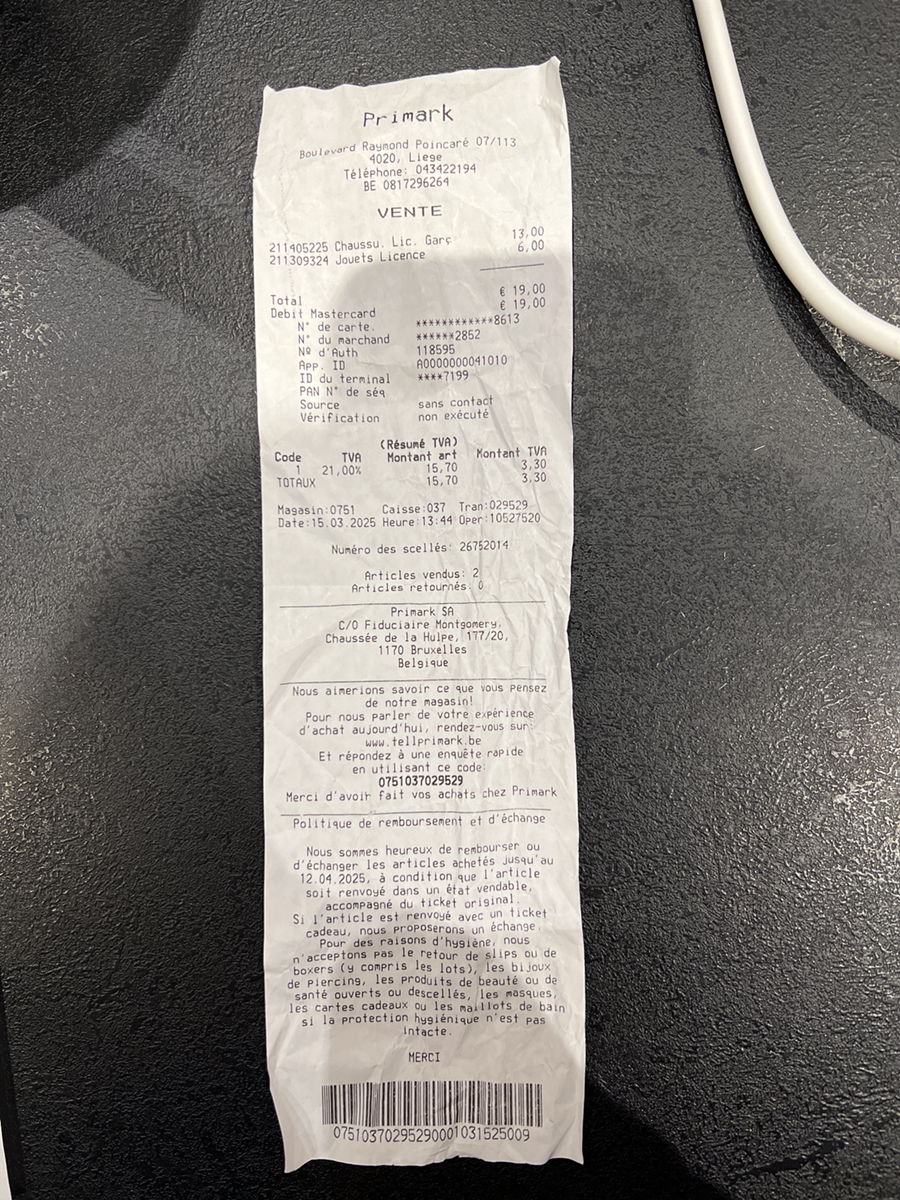 Primark
Boulevard Raymond Poincaré 07/113
4020, Liege
Téléphone: 043422194
BE 0817296264
VENTE
211405225 Chaussu. Lic. Garç 13,00
211309324 Jouets Licence 6,00
Total € 19,00
Debit Mastercard € 19,00
N° de carte. ************8613
N° du marchand ******2852
Nº d'Auth 118595
App. ID A0000000041010
ID du terminal ****7199
PAN N° de séq
Source sans contact
Vérification non exécuté
(Résumé TVA)
Code TVA Montant art Montant TVA
1 21,00% 15,70 3,30
TOTAUX 15,70 3,30
Magasin:0751 Caisse:037 Tran:029529
Date:15.03.2025 Heure:13:44 Oper:10527520
Numéro des scellés: 26752014
Articles vendus: 2
Articles retournés: 0
Primark SA
C/O Fiduciaire Montgomery,
Chaussée de la Hulpe, 177/20,
1170 Bruxelles
Belgique
Nous aimerions savoir ce que vous pensez
de notre magasin!
Pour nous parler de votre expérience
d'achat aujourd'hui, rendez-vous sur:
www.tellprimark.be
Et répondez à une enquête rapide
en utilisant ce code:
0751037029529
Merci d'avoir fait vos achats chez Primark
Politique de remboursement et d'échange
Nous sommes heureux de rembourser ou
d'échanger les articles achetés jusqu'au
12.04.2025, à condition que l'article
soit renvoyé dans un état vendable,
accompagné du ticket original.
Si l'article est renvoyé avec un ticket
cadeau, nous proposerons un échange.
Pour des raisons d'hygiène, nous
n'acceptons pas le retour de slips ou de
boxers (y compris les lots), les bijoux
de piercing, les produits de beauté ou de
santé ouverts ou descellés, les masques,
les cartes cadeaux ou les maillots de bain
si la protection hygiénique n'est pas
intacte.
MERCI
07510370295290001031525009